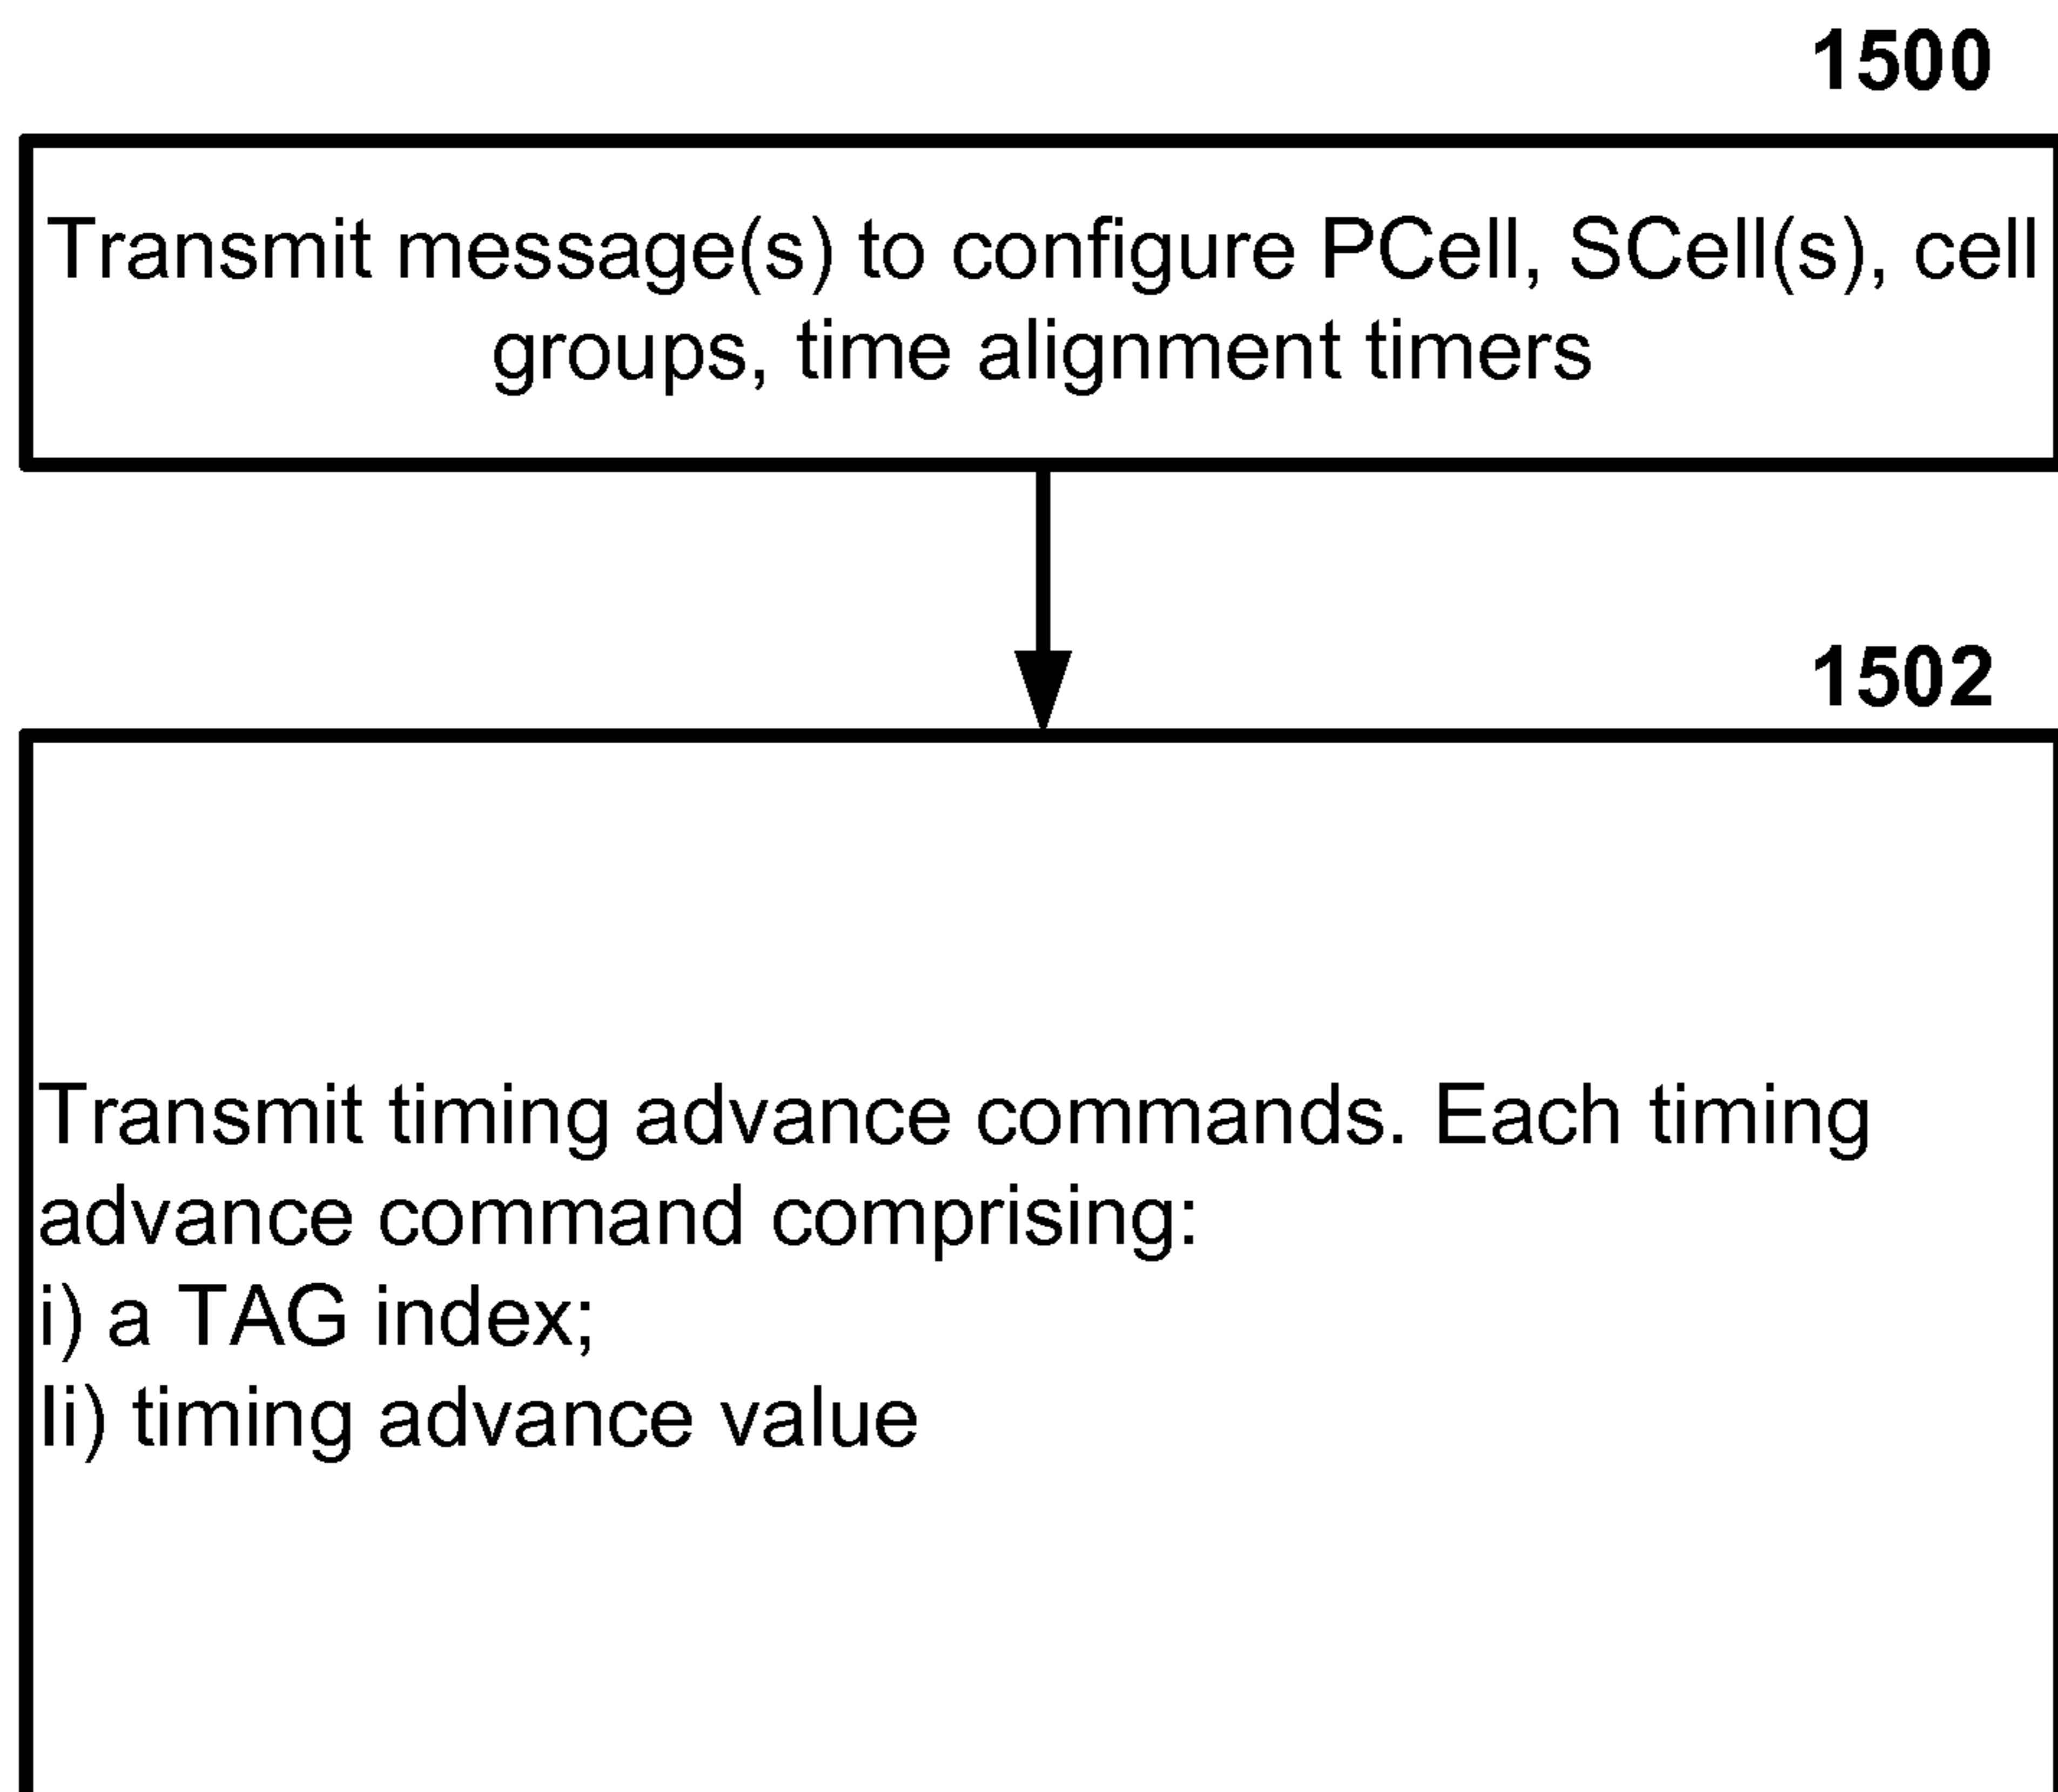 1500
Transmit message(s) to configure PCell, SCell(s), cell
groups, time alignment timers
1502
Transmit timing advance commands. Each timing
advance command comprising:
i) a TAG index;
Ii) timing advance value